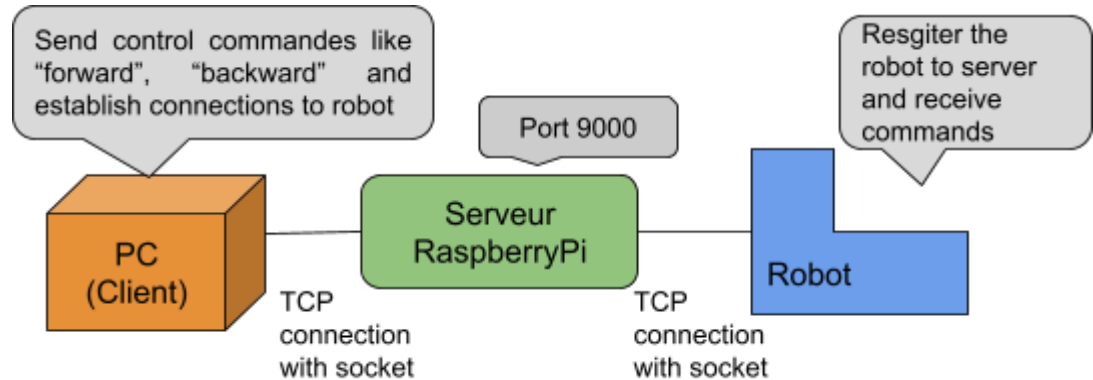 Send control commandes like
“forward”, “backward” and
establish connections to robot
Port 9000
Resgiter the
robot to server
and receive
commands
PC
(Client)
Serveur
RaspberryPi
Robot
TCP
connection
with socket
TCP
connection
with socket